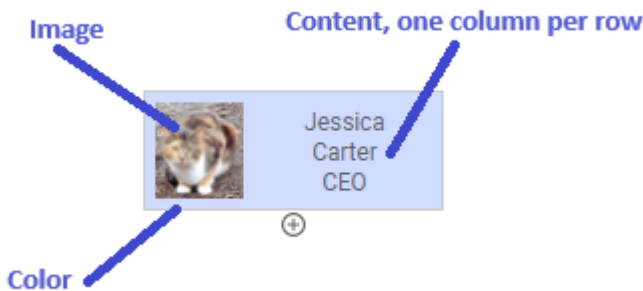 Image
Content, one column per row
Jessica
Carter
CEO
Color